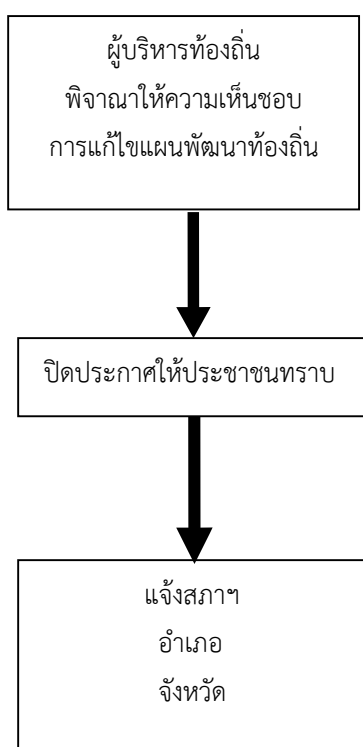 ผู้บริหารท้องถิ่น
พิจาณาให้ความเห็นชอบ
การแก้ไขแผนพัฒนาท้องถิ่น
ปิดประกาศให้ประชาชนทราบ
แจ้งสภาฯ
อำเภอ
จังหวัด